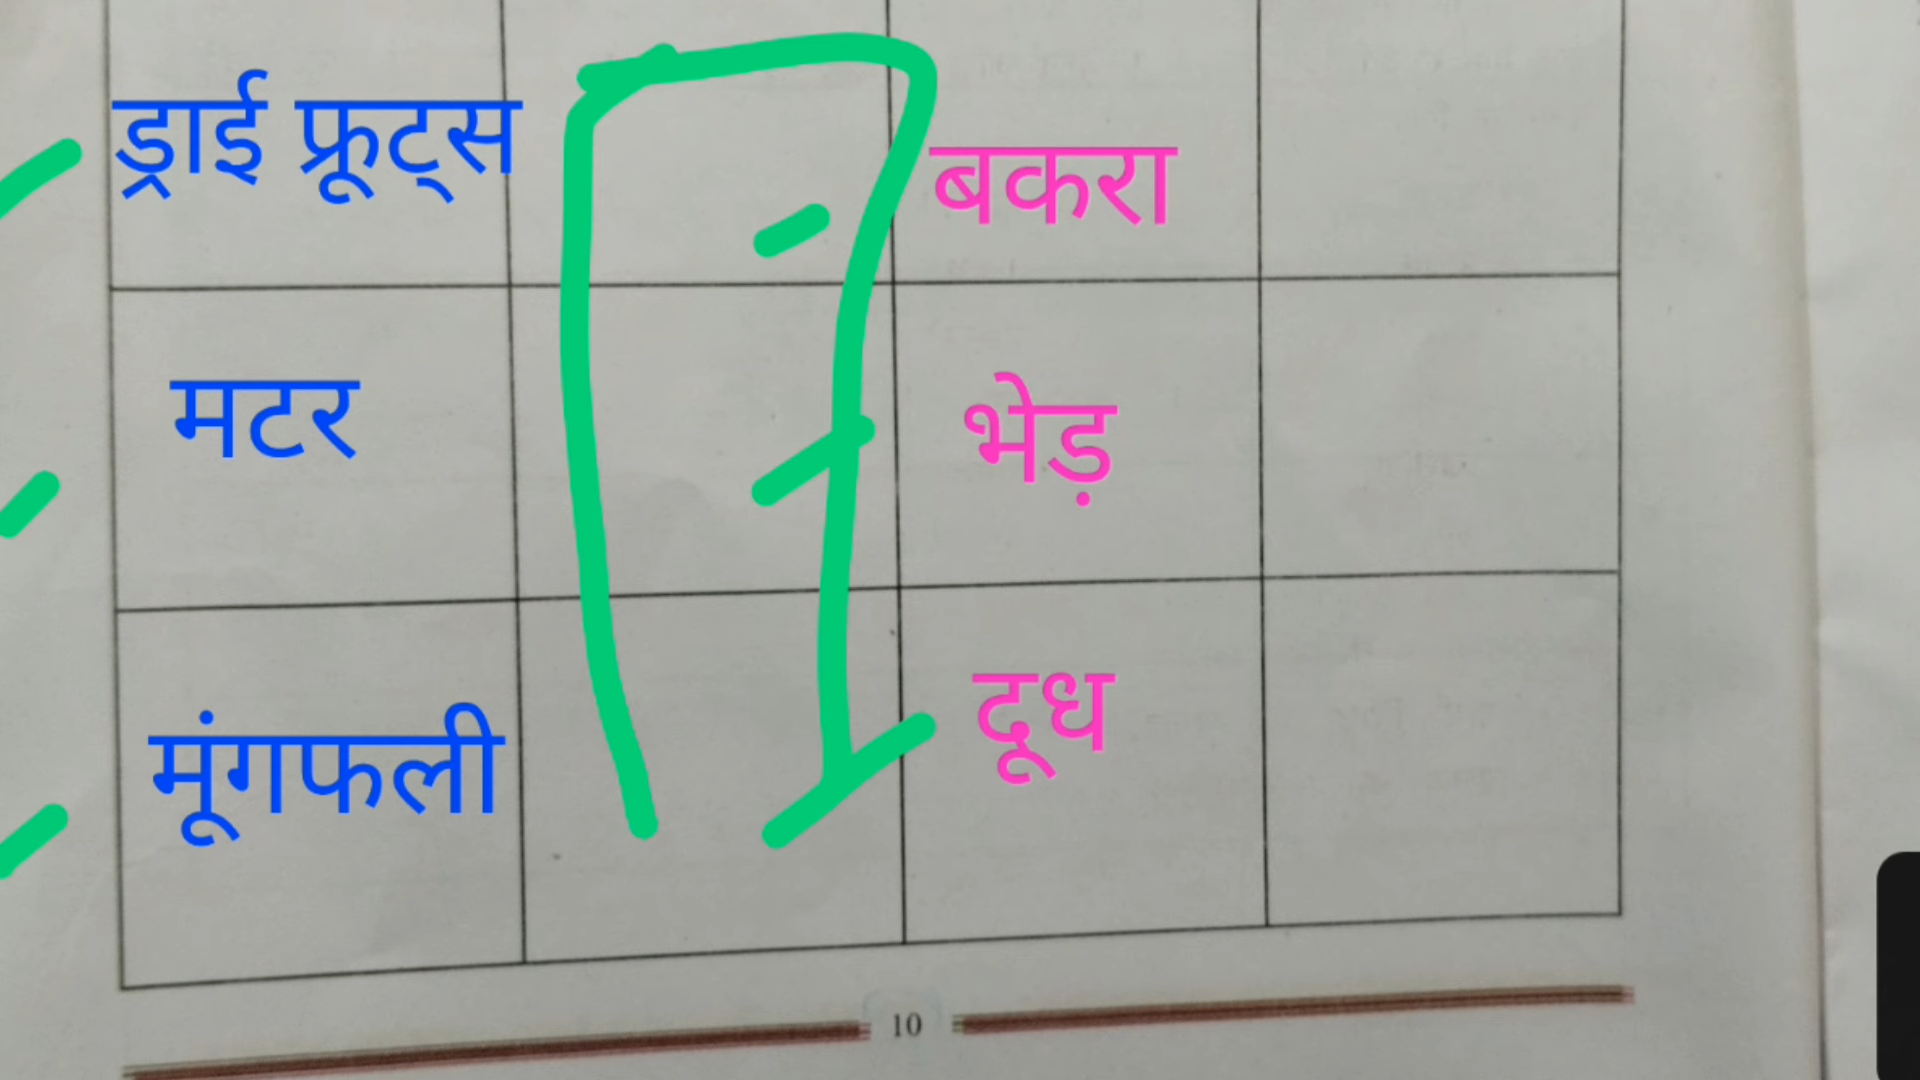 ड्राई फ्रूट्स
बकरा
मटर
भेड़
मूंगफली
दूध
10